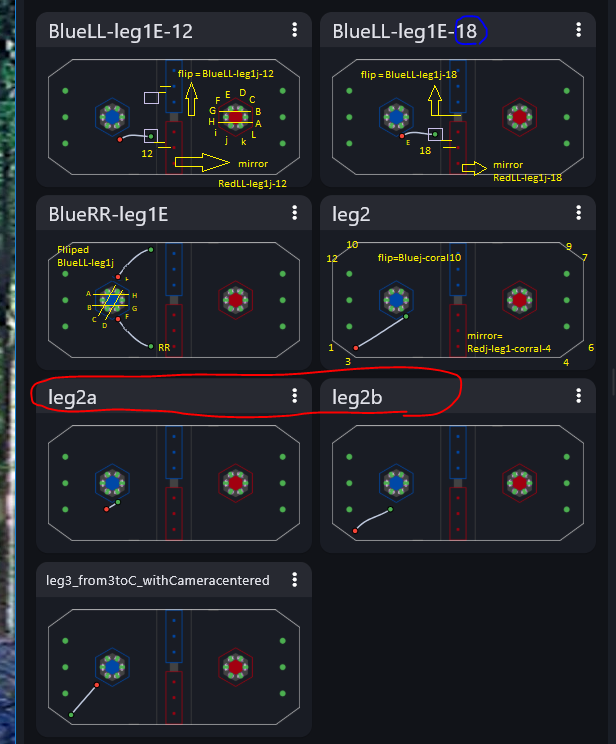 BlueLL-leg1E-12
flip=BlueLL-leg1j-12
F E D C
G B
H A
i j k L
12
mirror
RedLL-leg1j-12
BlueLL-leg1E-18
flip=BlueLL-leg1j-18
E
18
mirror
RedLL-leg1j-18
BlueRR-leg1E
Fliiped
BlueLL-leg1j
F
A H
B G
C D F
RR
leg2
10
12
flip=Bluej-coral10
9
7
mirror=
Redj-leg1-corral-4
1
3
6
4
leg2a
leg2b
leg3_from3toC_withCameracentered